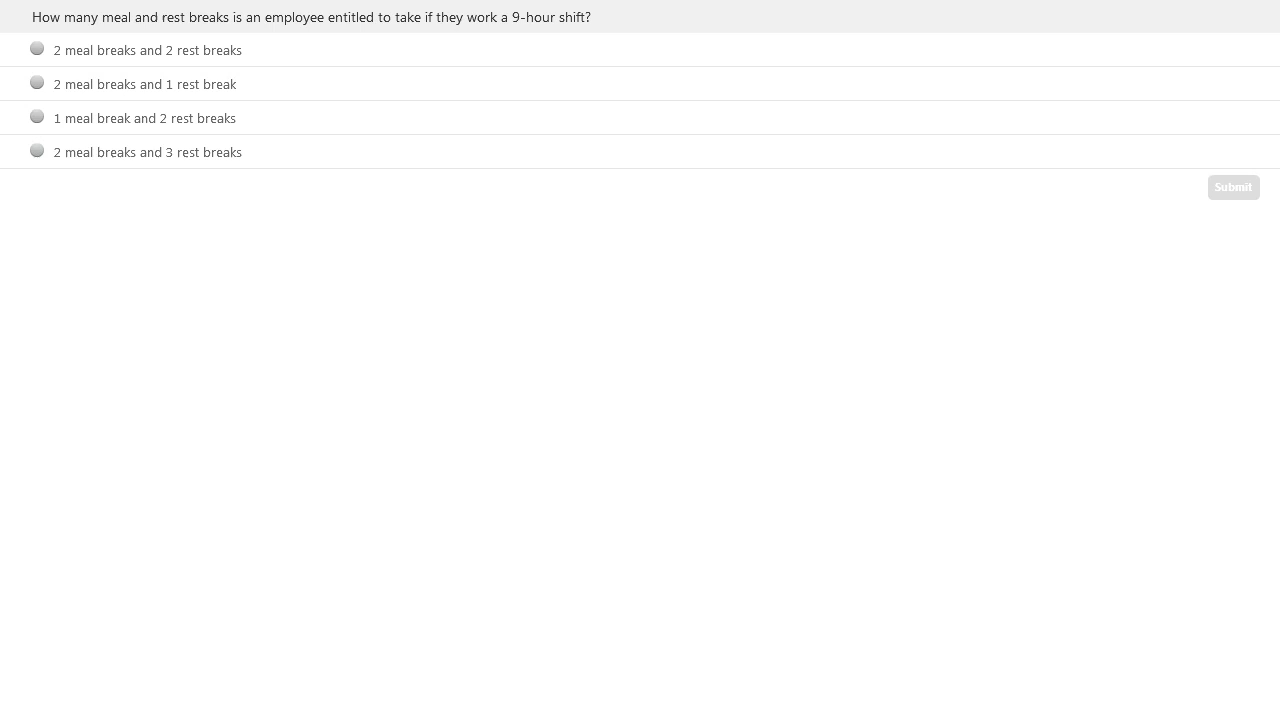 How many meal and rest breaks is an employee entitled to take if they work a 9-hour shift?
2 meal breaks and 2 rest breaks
2 meal breaks and 1 rest break
1 meal break and 2 rest breaks
2 meal breaks and 3 rest breaks
Submit